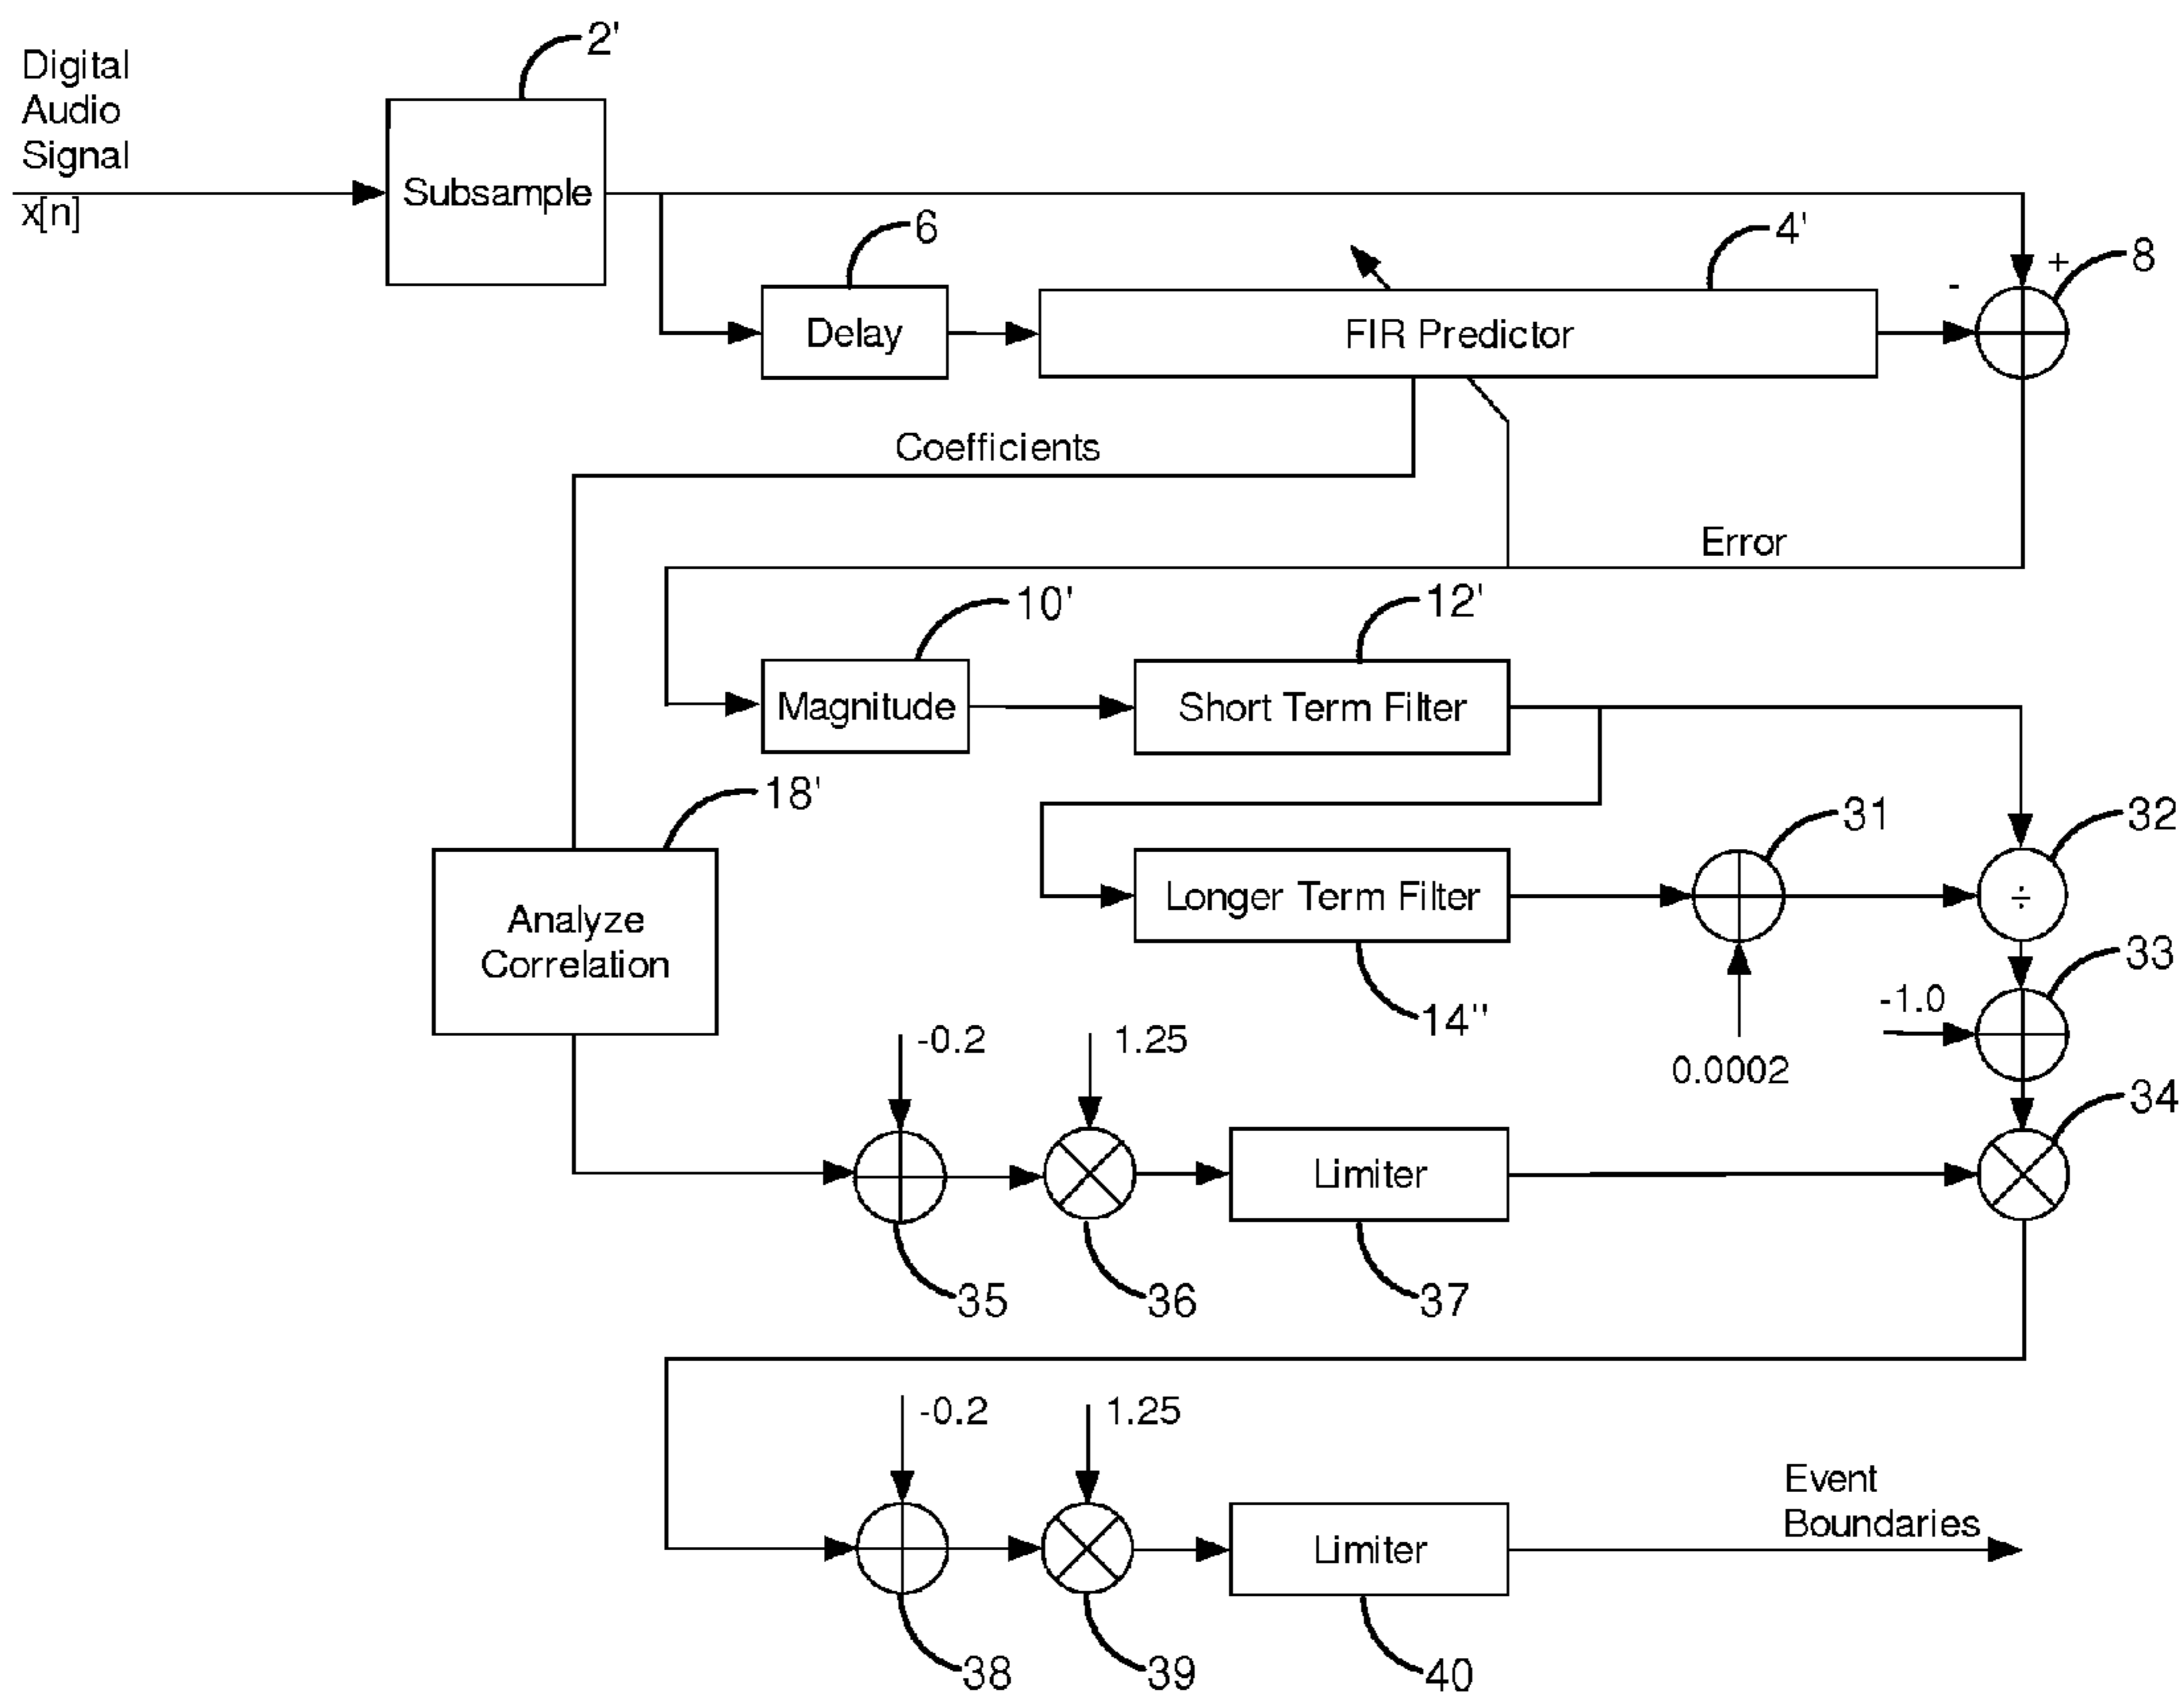 2'
Digital
Audio
Signal
x[n]
Subsample
6
4'
+
8
-
Delay
FIR Predictor
Coefficients
Error
10'
12'
Magnitude
Short Term Filter
18'
31
32
Longer Term Filter
÷
Analyze
Correlation
33
14"
-1.0
-0.2
1.25
0.0002
34
Limiter
35
36
37
-0.2
1.25
Event
Boundaries
Limiter
38
39
40